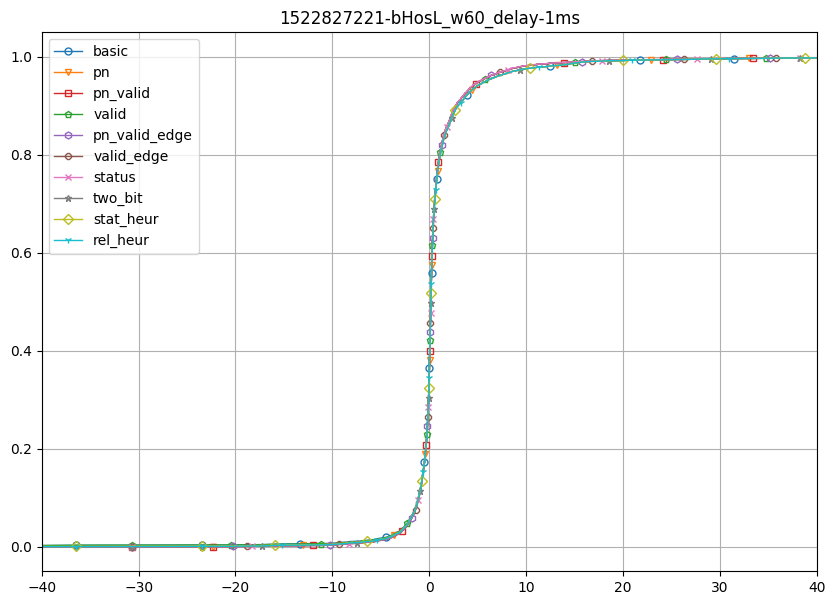 1522827221-bHosL_w60_delay-1ms
1.0
0.8
0.6
0.4
0.2
0.0
basic
pn
pn_valid
valid
pn_valid_edge
valid_edge
status
two_bit
stat_heur
rel_heur
−40 −30 −20 −10 0 10 20 30 40